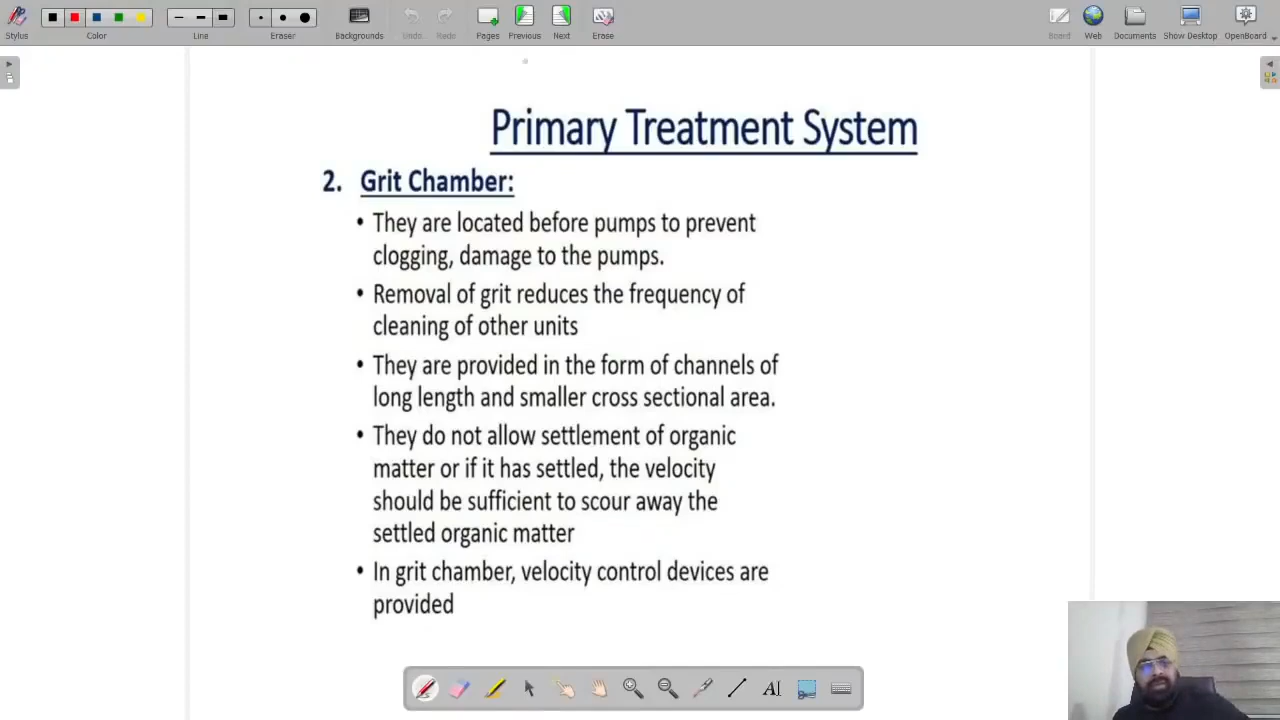 Stylus Color Line Eraser Backgrounds Undo Redo Pages Previous Next Erase Board Web Documents Show Desktop OpenBoard
Primary Treatment System
2. Grit Chamber:
• They are located before pumps to prevent
clogging, damage to the pumps.
• Removal of grit reduces the frequency of
cleaning of other units
• They are provided in the form of channels of
long length and smaller cross sectional area.
• They do not allow settlement of organic
matter or if it has settled, the velocity
should be sufficient to scour away the
settled organic matter
• In grit chamber, velocity control devices are
provided